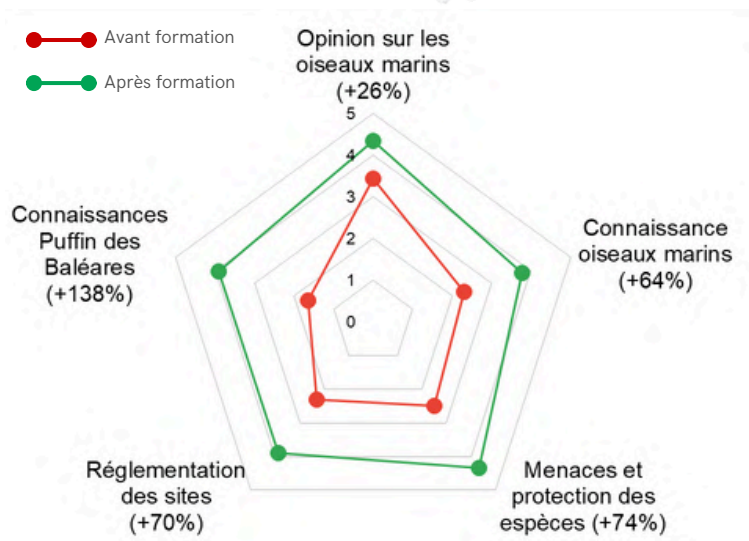 Avant formation
Après formation
Opinion sur les
oiseaux marins
(+26%)
5
4
3
2
1
0
Connaissance
oiseaux marins
(+64%)
Menaces et
protection des
espèces (+74%)
Réglementation
des sites
(+70%)
Connaissances
Puffin des
Baléares
(+138%)